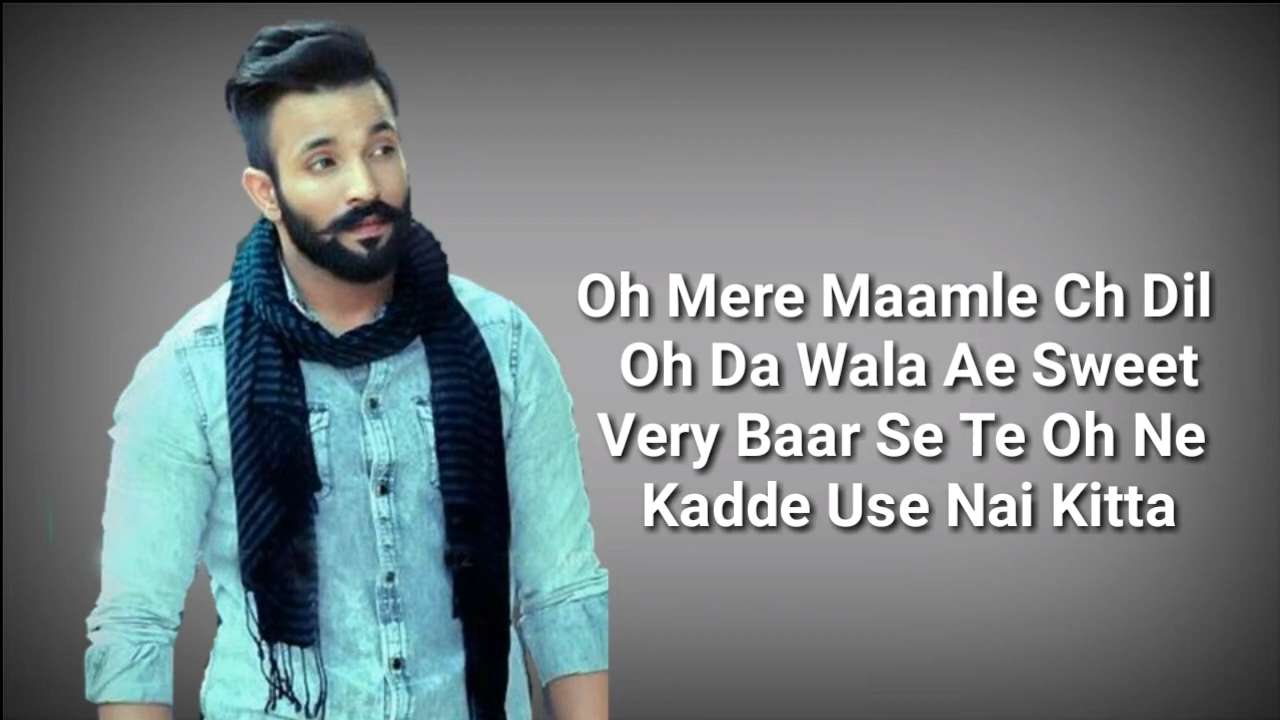 Oh Mere Maamle Ch Dil
Oh Da Wala Ae Sweet
Very Baar Se Te Oh Ne
Kadde Use Nai Kitta